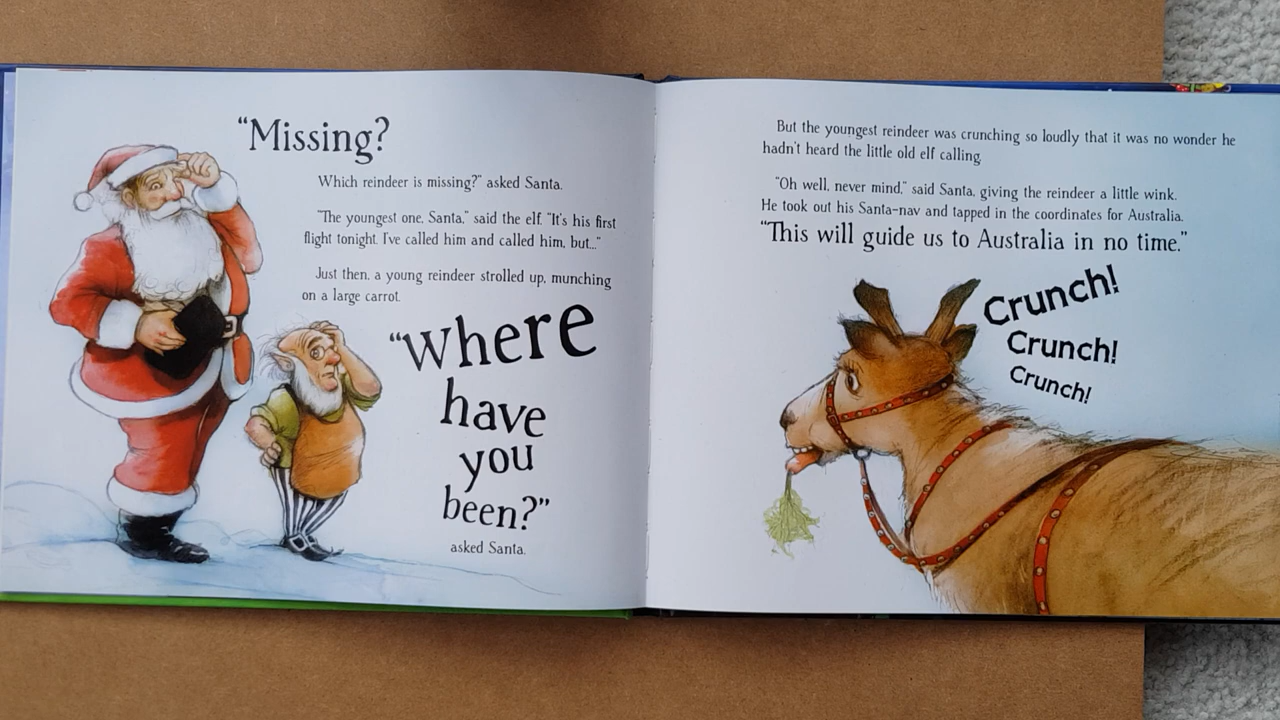 "Missing?
Which reindeer is missing?" asked Santa.
"The youngest one, Santa," said the elf. "It's his first
flight tonight. I've called him and called him, but..."
Just then, a young reindeer strolled up, munching
on a large carrot.
"Where
have
you
been?"
asked Santa.
But the youngest reindeer was crunching so loudly that it was no wonder he
hadn't heard the little old elf calling.
"Oh well, never mind," said Santa, giving the reindeer a little wink.
He took out his Santa-nav and tapped in the coordinates for Australia.
"This will guide us to Australia in no time."
Crunch!
Crunch!
Crunch!